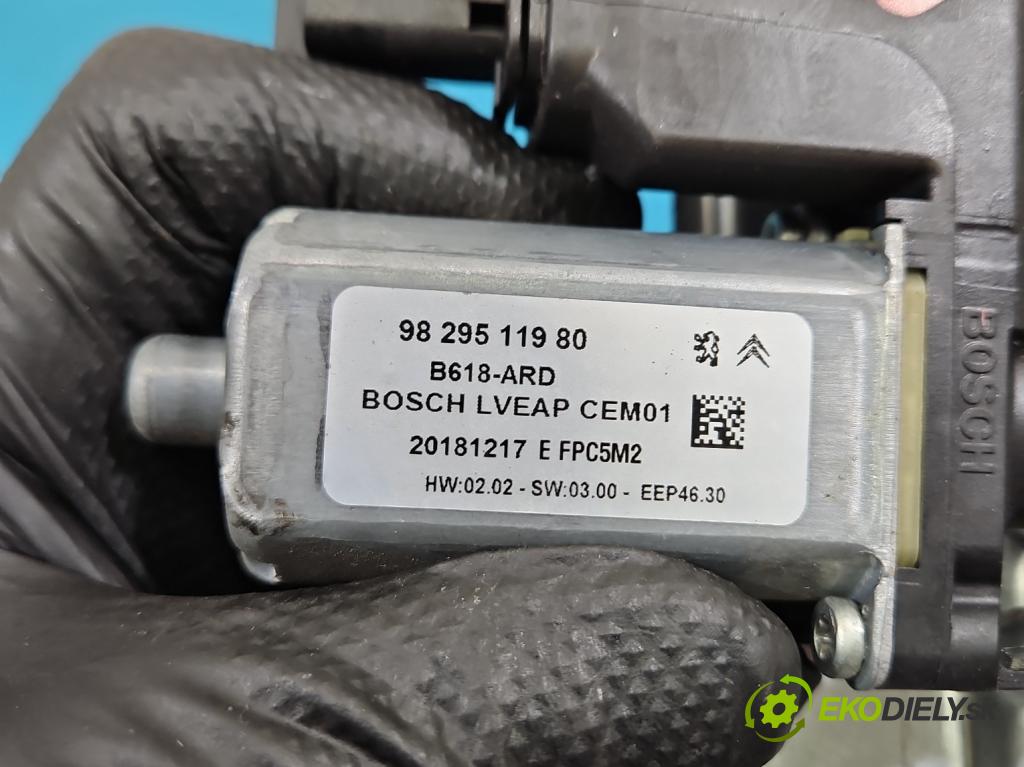 98 295 119 80
B618-ARD
BOSCH LVEAP CEM01
20181217 E FPC5M2
HW:02.02 - SW:03.00 - EEP46.30
BOSCH
EKODIELY.SK